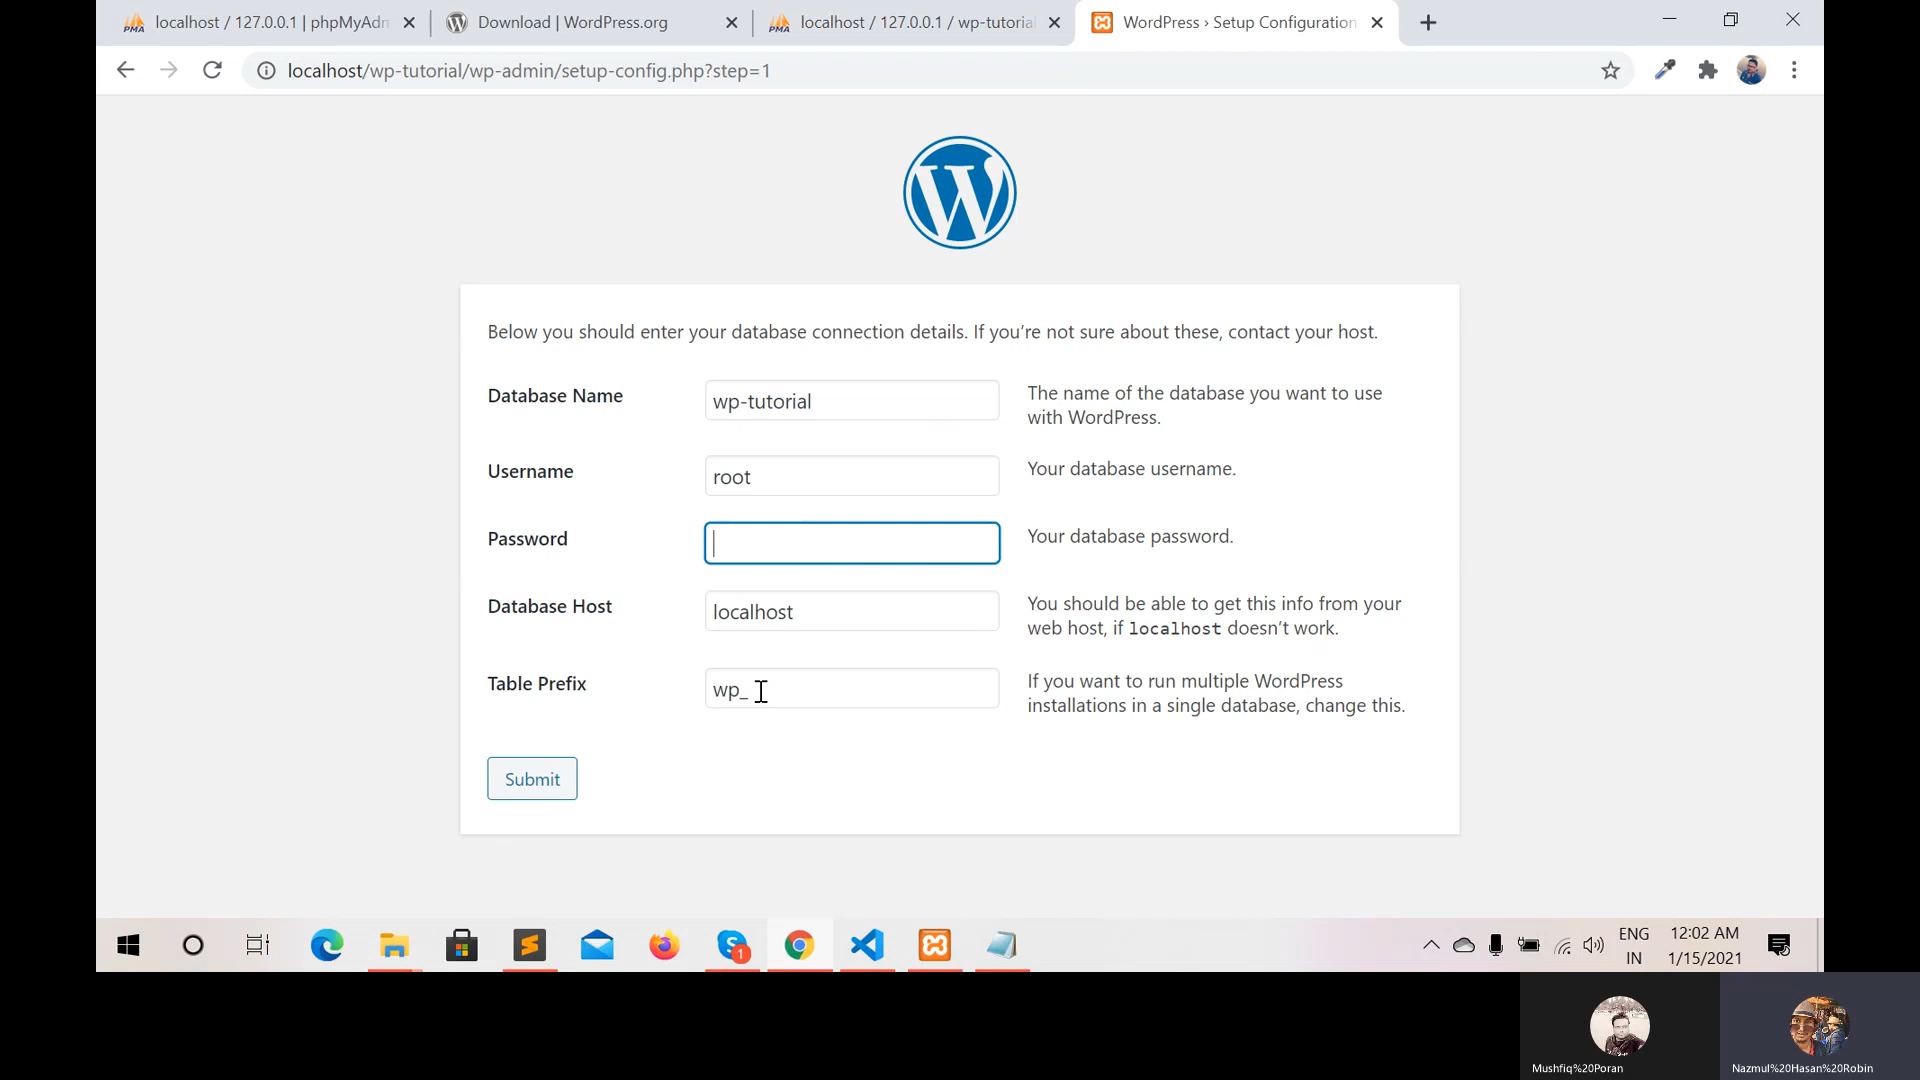 localhost / 127.0.0.1 | phpMyAdm
Download | WordPress.org
localhost / 127.0.0.1 / wp-tutorial
WordPress › Setup Configuration
localhost/wp-tutorial/wp-admin/setup-config.php?step=1
Below you should enter your database connection details. If you’re not sure about these, contact your host.
Database Name
wp-tutorial
The name of the database you want to use
with WordPress.
Username
root
Your database username.
Password
Your database password.
Database Host
localhost
You should be able to get this info from your
web host, if localhost doesn’t work.
Table Prefix
wp_
If you want to run multiple WordPress
installations in a single database, change this.
Submit
1
ENG
IN
12:02 AM
1/15/2021
Mushfiq%20Poran
Nazmul%20Hasan%20Robin